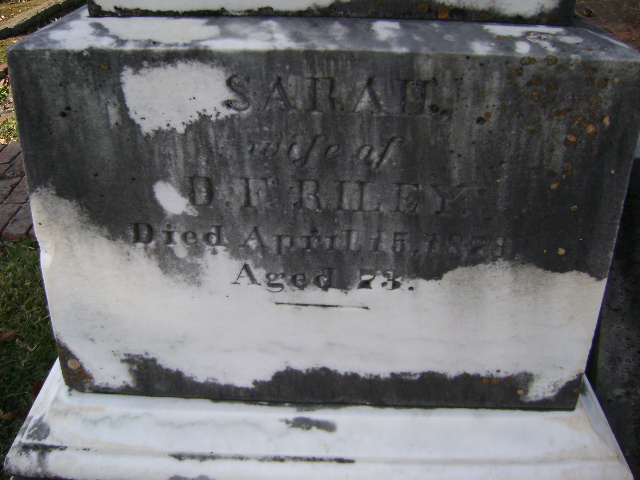 SARAH,
wife of
D. F. RILEY.
Died April 15,
Aged 73.